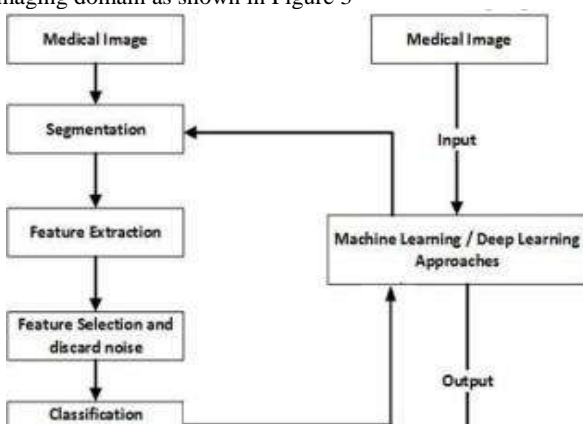 imaging domain as shown in Figure 3
Medical Image
Segmentation
Feature Extraction
Feature Selection and
discard noise
Classification
Medical Image
Input
Machine Learning / Deep Learning
Approaches
Output